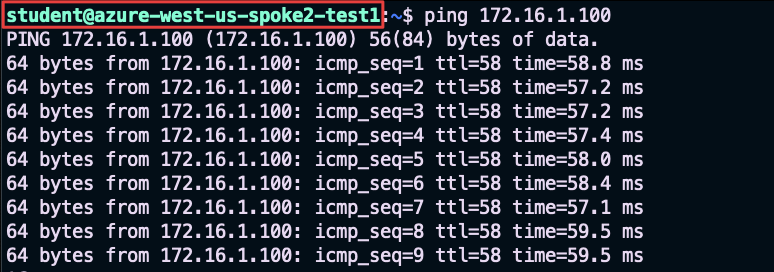 student@azure-west-us-spoke2-test1:~$ ping 172.16.1.100
PING 172.16.1.100 (172.16.1.100) 56(84) bytes of data.
64 bytes from 172.16.1.100: icmp_seq=1 ttl=58 time=58.8 ms
64 bytes from 172.16.1.100: icmp_seq=2 ttl=58 time=57.2 ms
64 bytes from 172.16.1.100: icmp_seq=3 ttl=58 time=57.2 ms
64 bytes from 172.16.1.100: icmp_seq=4 ttl=58 time=57.4 ms
64 bytes from 172.16.1.100: icmp_seq=5 ttl=58 time=58.0 ms
64 bytes from 172.16.1.100: icmp_seq=6 ttl=58 time=58.4 ms
64 bytes from 172.16.1.100: icmp_seq=7 ttl=58 time=57.1 ms
64 bytes from 172.16.1.100: icmp_seq=8 ttl=58 time=59.5 ms
64 bytes from 172.16.1.100: icmp_seq=9 ttl=58 time=59.5 ms